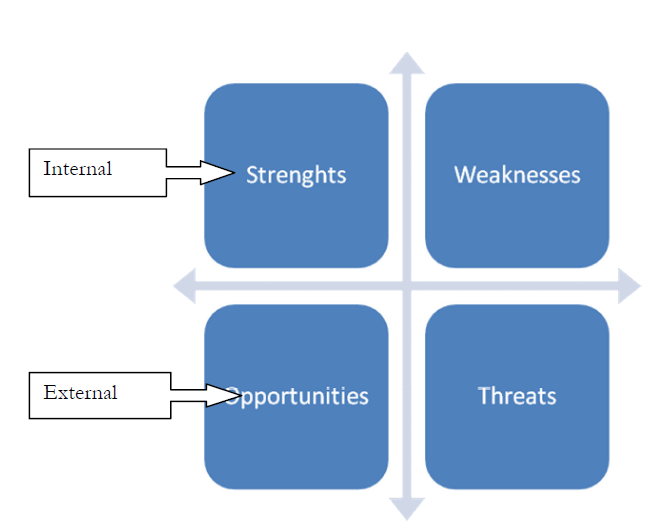 Internal
Strenghts
Weaknesses
External
Opportunities
Threats